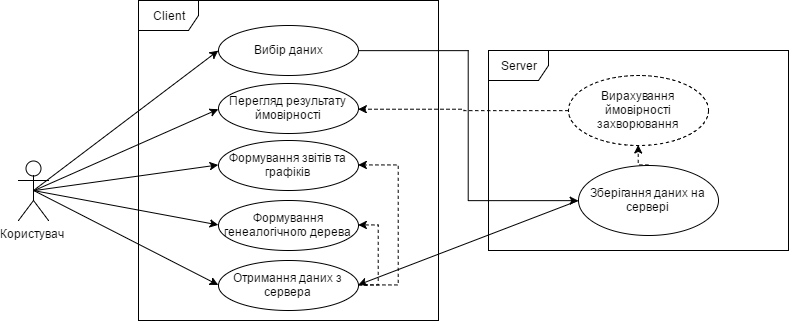 Client
Вибір даних
Перегляд результату
ймовірності
Формування звітів та
графіків
Формування
генеалогічного дерева
Отримання даних з
сервера
Користувач
Server
Вирахування
ймовірності
захворювання
Зберігання даних на
сервері